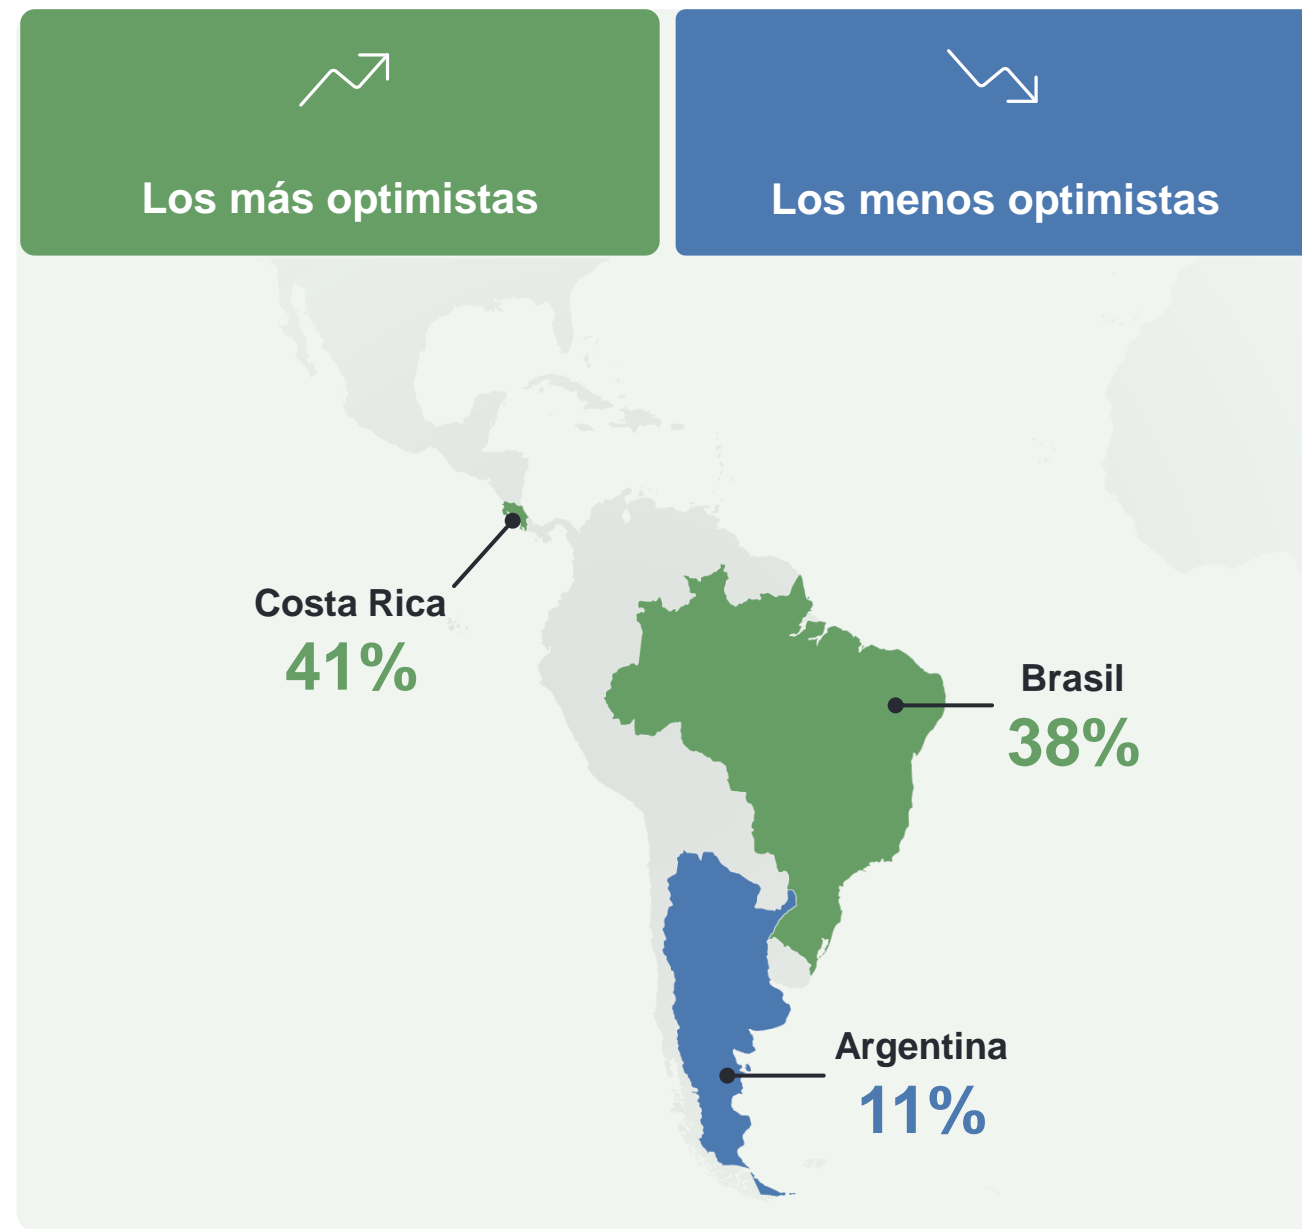 Los más optimistas
Los menos optimistas
Costa Rica
41%
Brasil
38%
Argentina
11%